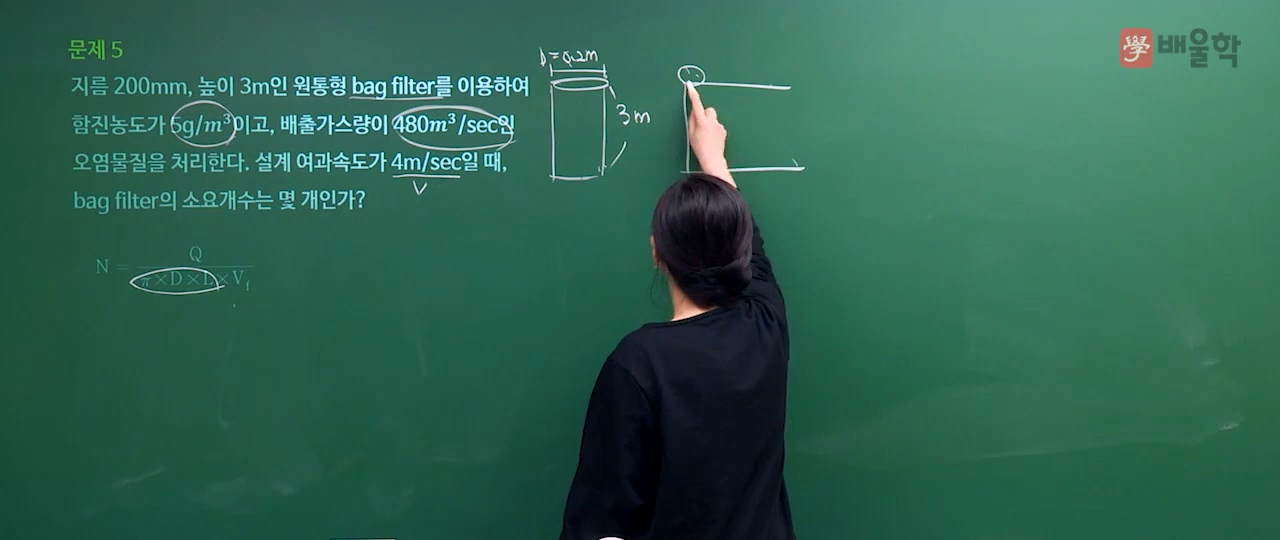 문제 5
지름 200mm, 높이 3m인 원통형 bag filter를 이용하여
함진농도가 5g/m³이고, 배출가스량이 480m³/sec인
오염물질을 처리한다. 설계 여과속도가 4m/sec일 때,
bag filter의 소요개수는 몇 개인가?
V
N = Q / π×D×L×V_f
D = 0.2m
3m
學 배울학